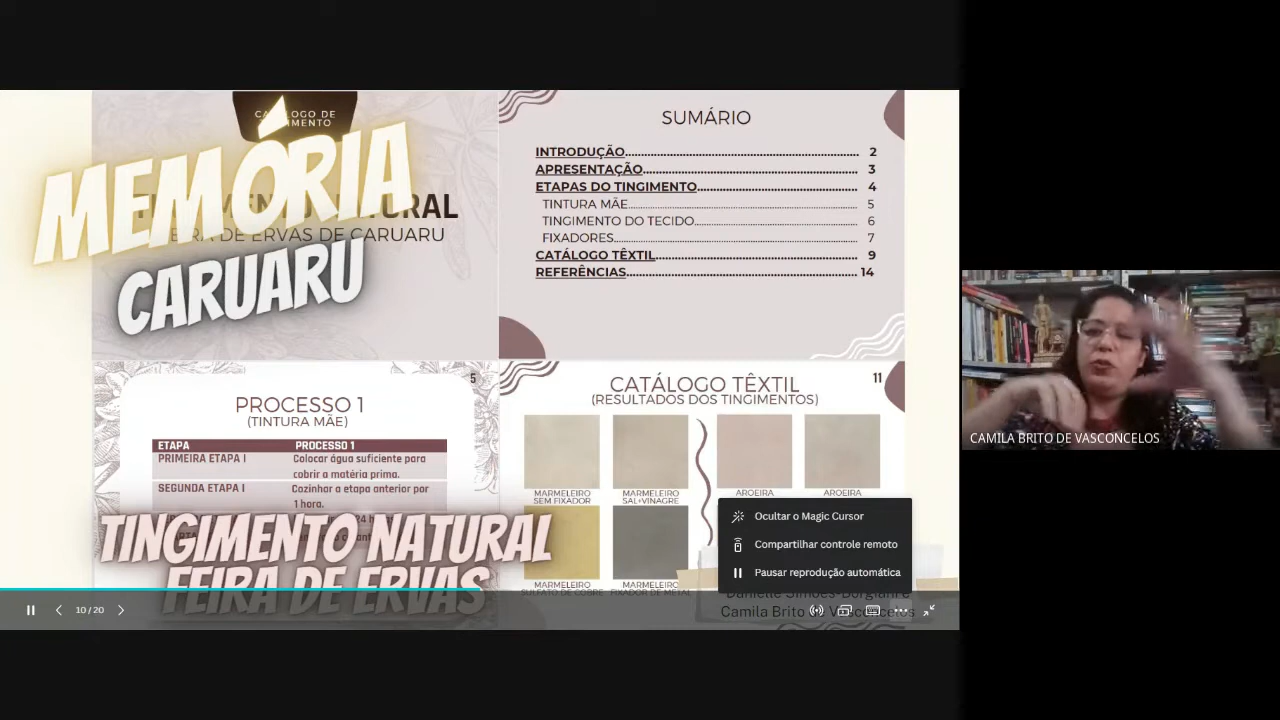 MEMÓRIA
CARUARU
SUMÁRIO
INTRODUÇÃO 2
APRESENTAÇÃO 3
ETAPAS DO TINGIMENTO 4
TINTURA MÃE 5
TINGIMENTO DO TECIDO 6
FIXADORES 7
CATÁLOGO TÊXTIL 9
REFERÊNCIAS 14
DE ERVAS DE CARUARU
5
PROCESSO 1
(TINTURA MÃE)
ETAPA PROCESSO 1
PRIMEIRA ETAPA I Colocar água suficiente para
cobrir a matéria prima.
SEGUNDA ETAPA I Cozinhar a etapa anterior por
1 hora.
TINGIMENTO NATURAL
FEIRA DE ERVAS
11
CATÁLOGO TÊXTIL
(RESULTADOS DOS TINGIMENTOS)
MARMELEIRO
SEM FIXADOR
MARMELEIRO
SAL+VINAGRE
AROEIRA
AROEIRA
MARMELEIRO
SULFATO DE COBRE
MARMELEIRO
FIXADOR DE METAL
Ocultar o Magic Cursor
Compartilhar controle remoto
Pausar reprodução automática
Camila Brito de Vasconcelos
10 / 20
CAMILA BRITO DE VASCONCELOS